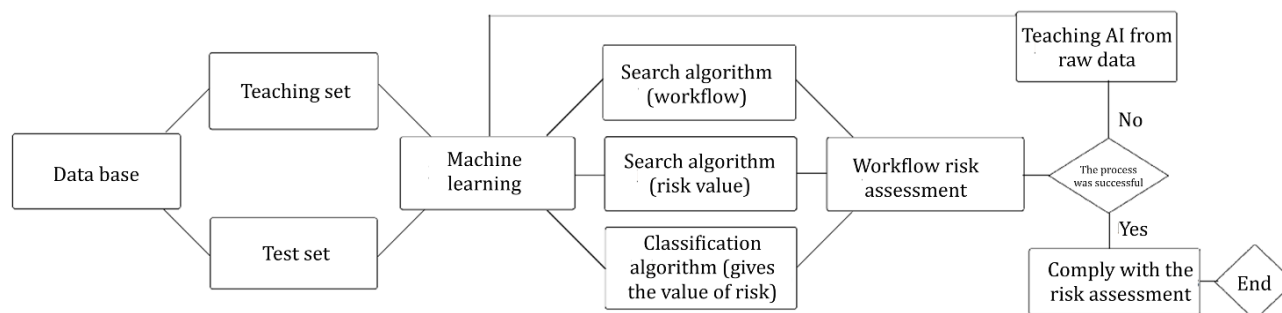 Data base
Teaching set
Test set
Machine
learning
Search algorithm
(workflow)
Search algorithm
(risk value)
Classification
algorithm (gives
the value of risk)
Workflow risk
assessment
Teaching AI from
raw data
No
The process
was successful
Yes
Comply with the
risk assessment
End